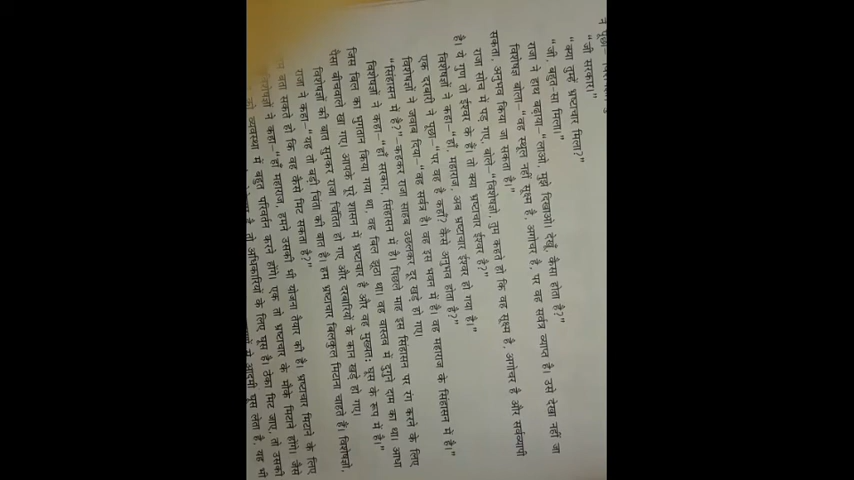 ने पूछा—
"जी सरकार।"
"क्या तुम्हें भ्रष्टाचार मिला?"
"जी, बहुत-सा मिला।"
राजा ने हाथ बढ़ाया—"लाओ, मुझे दिखाओ। देखूँ, कैसा होता है?"
विशेषज्ञ बोला—"वह स्थूल नहीं सूक्ष्म है, अगोचर है, पर वह सर्वत्र व्याप्त है। उसे देखा नहीं जा
सकता, अनुभव किया जा सकता है।"
राजा सोच में पड़ गए, बोले—"विशेषज्ञो, तुम कहते हो कि वह सूक्ष्म है, अगोचर है और सर्वव्यापी
है। ये गुण तो ईश्वर के हैं। तो क्या भ्रष्टाचार ईश्वर है?"
विशेषज्ञों ने कहा—"हाँ, महाराज, अब भ्रष्टाचार ईश्वर हो गया है।"
एक दरबारी ने पूछा—"पर वह है कहाँ? कैसे अनुभव होता है?"
विशेषज्ञों ने जवाब दिया—"वह सर्वत्र है। वह इस भवन में है। वह महाराज के सिंहासन में है।"
"सिंहासन में है?"—कहकर राजा साहब उछलकर दूर खड़े हो गए।
विशेषज्ञों ने कहा—"हाँ सरकार, सिंहासन में है। पिछले माह इस सिंहासन पर रंग करने के लिए
जिस बिल का भुगतान किया गया था, वह बिल झूठा था। वह वास्तव में दुगुने दाम का था। आधा
पैसा बीचवाले खा गए। आपके पूरे शासन में भ्रष्टाचार है और वह मुख्यतः घूस के रूप में है।"
विशेषज्ञों की बात सुनकर राजा चिंतित हो गए और दरबारियों के कान खड़े हो गए।
राजा ने कहा—"यह तो बड़ी चिंता की बात है। हम भ्रष्टाचार बिलकुल मिटाना चाहते हैं। विशेषज्ञो,
बता सकते हो कि वह कैसे मिट सकता है?"
ने कहा—"हाँ महाराज, हमने उसकी भी योजना तैयार की है। भ्रष्टाचार मिटाने के लिए
व्यवस्था में बहुत परिवर्तन करने होंगे। एक तो भ्रष्टाचार के मौके मिटाने होंगे। जैसे
है, तो अधिकारियों के लिए घूस है। ठेका मिट जाए, तो उसकी
से आदमी घूस लेता है, वह भी